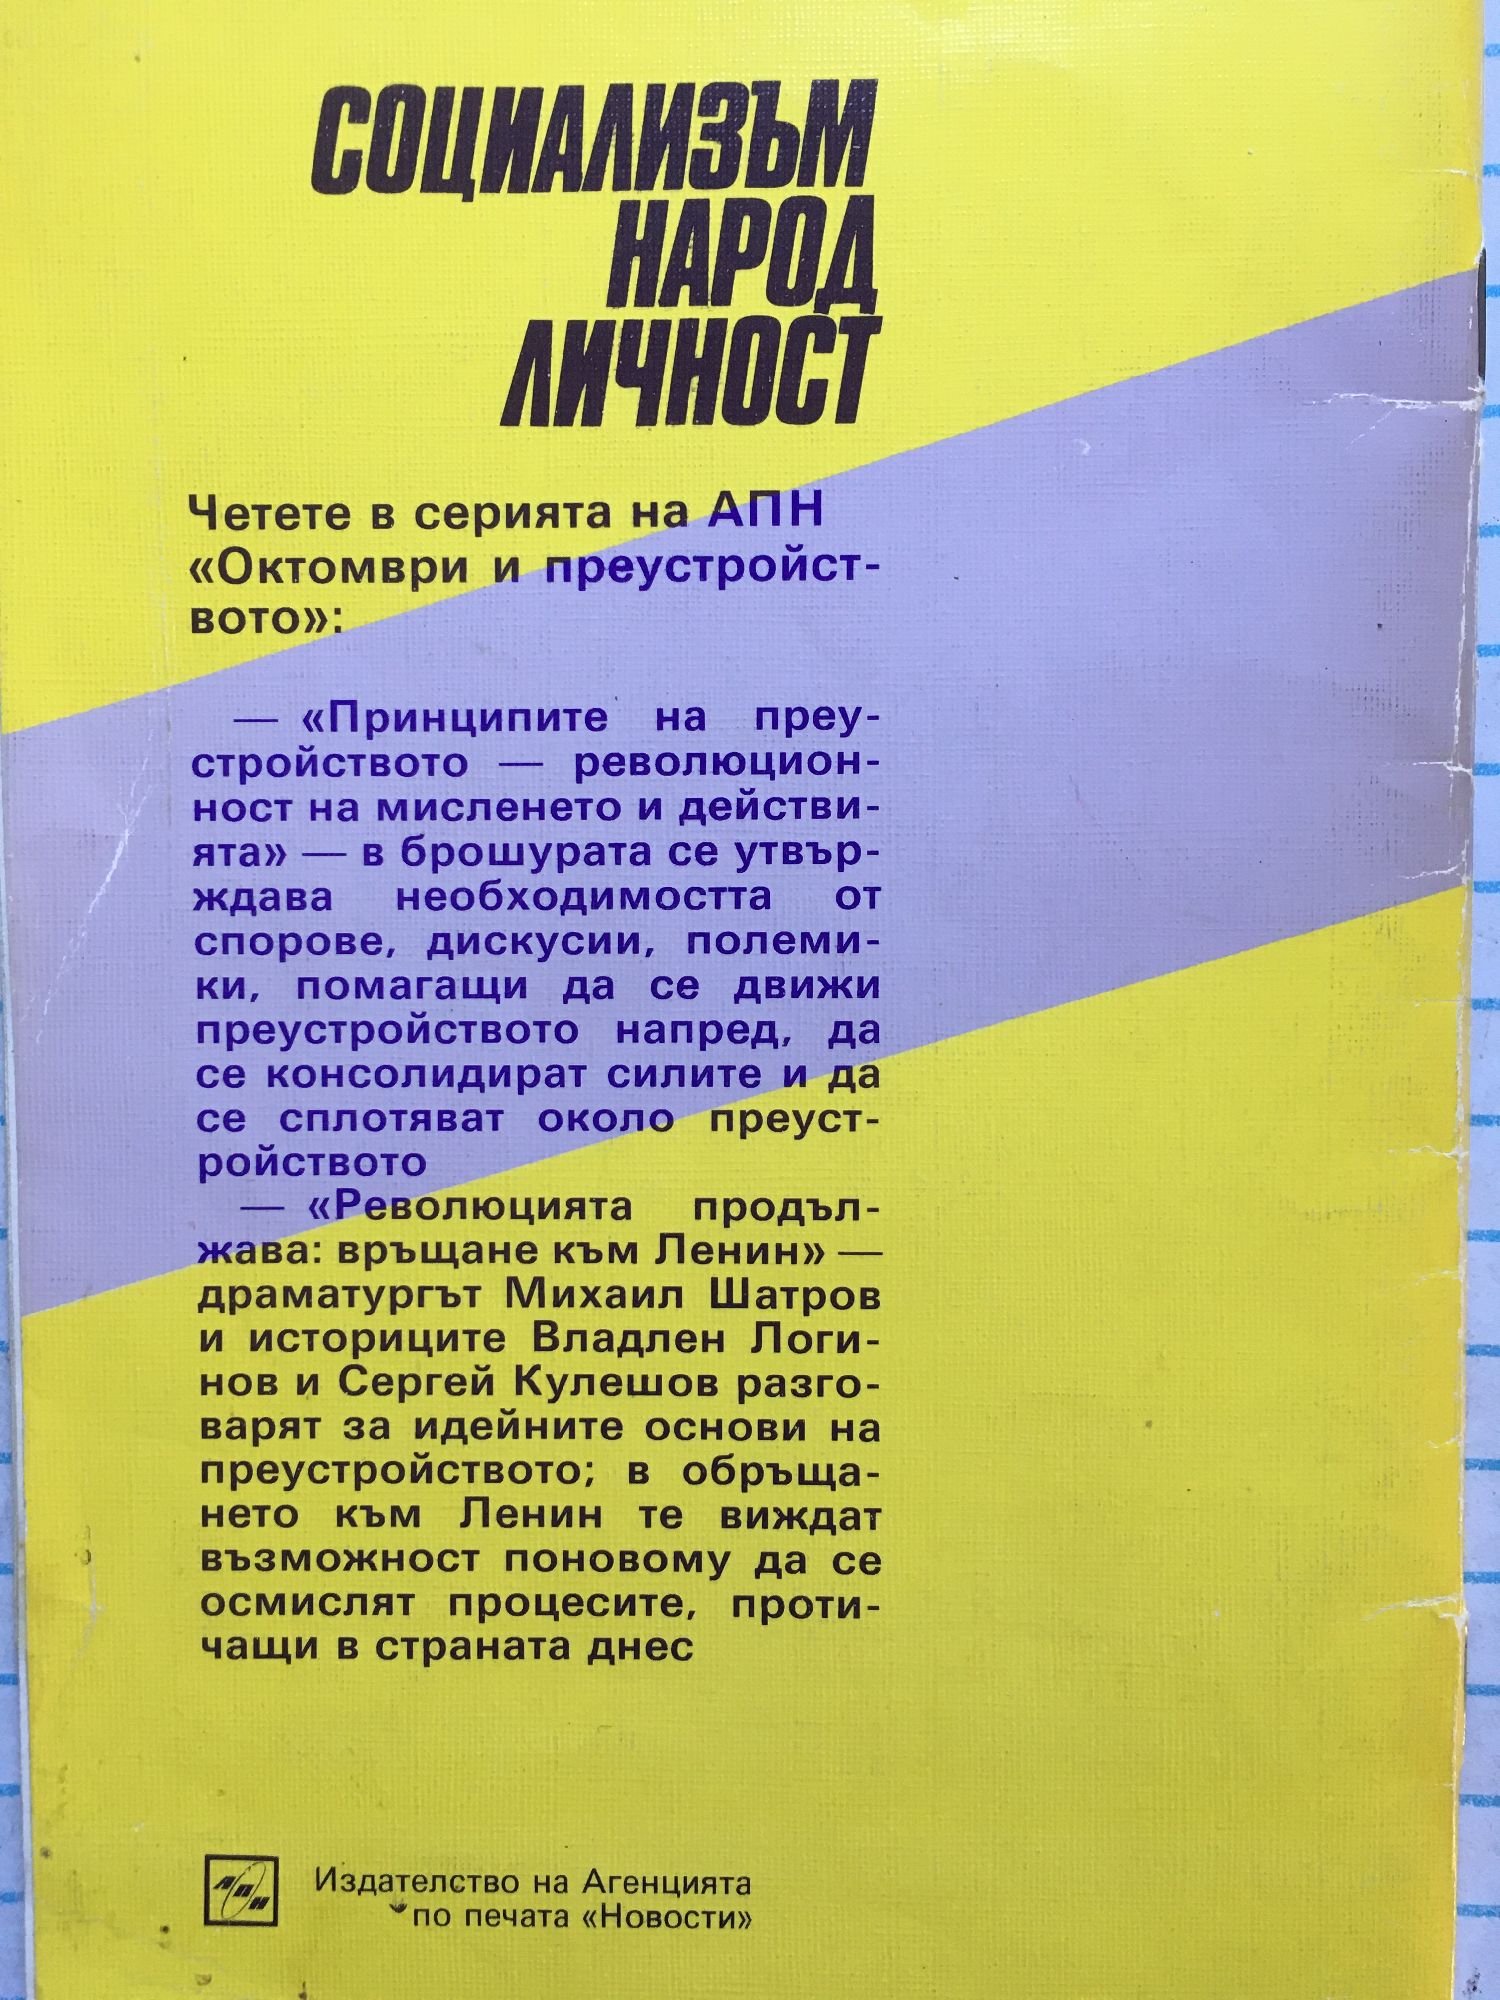 СОЦИАЛИЗЪМ
НАРОД
ЛИЧНОСТ
Четете в серията на АПН
«Октомври и преустройст-
вото»:
— «Принципите на преу-
стройството — революцион-
ност на мисленето и действи-
ята» — в брошурата се утвър-
ждава необходимостта от
спорове, дискусии, полеми-
ки, помагащи да се движи
преустройството напред, да
се консолидират силите и да
се сплотяват около преуст-
ройството
— «Революцията продъл-
жава: връщане към Ленин» —
драматургът Михаил Шатров
и историците Владлен Логи-
нов и Сергей Кулешов разго-
варят за идейните основи на
преустройството; в обръща-
нето към Ленин те виждат
възможност поновому да се
осмислят процесите, проти-
чащи в страната днес
АПН
Издателство на Агенцията
по печата «Новости»